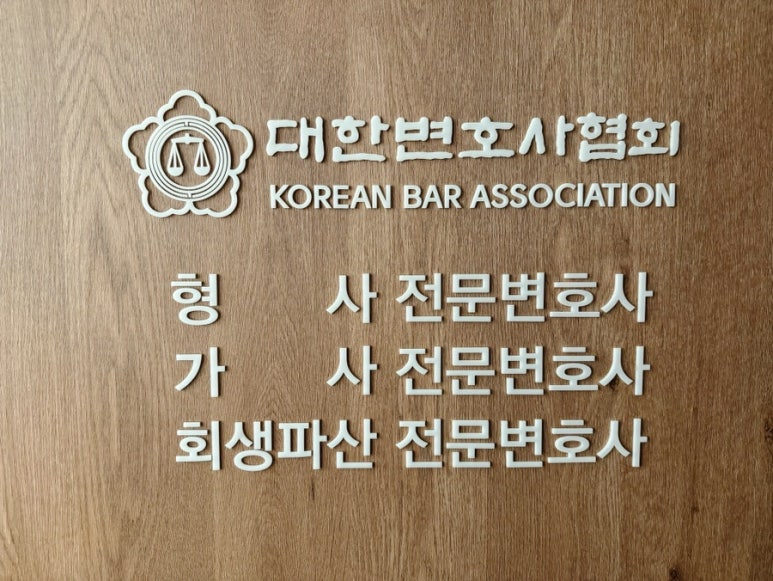 대한변호사협회
KOREAN BAR ASSOCIATION
형 사 전문변호사
가 사 전문변호사
회생파산 전문변호사